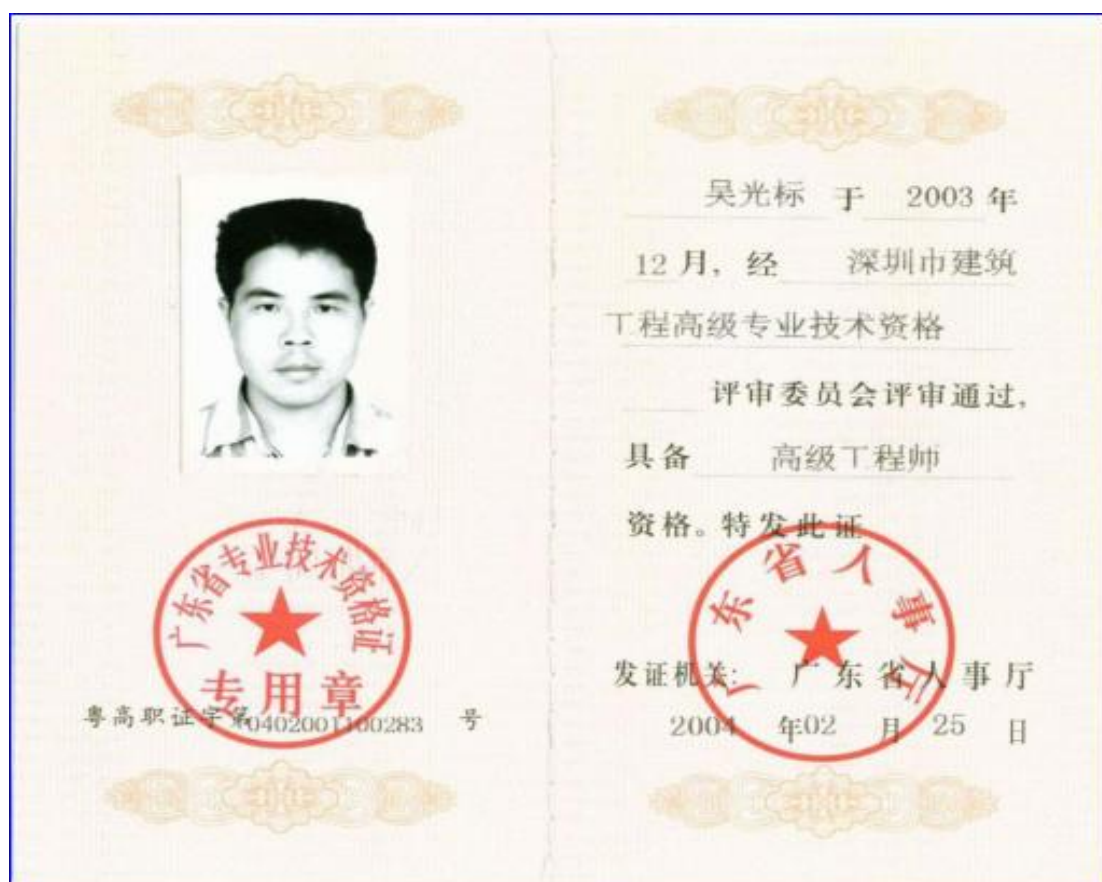 广东省专业技术资格证
专用章
粤高职证字第0402001100283 号
吴光标 于 2003 年
12 月，经 深圳市建筑
工程高级专业技术资格
评审委员会评审通过，
具备 高级工程师
资格。特发此证
广东省人事厅
发证机关： 广东省人事厅
2004 年02 月 25 日